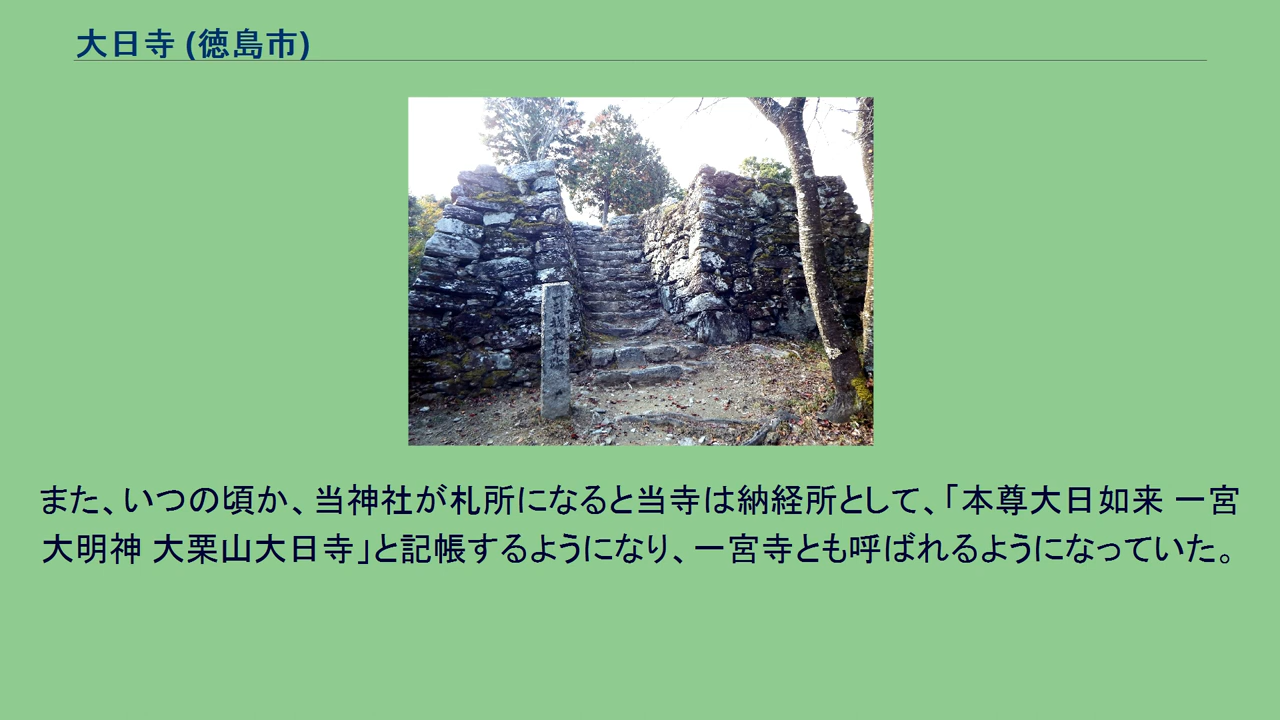 大日寺 (徳島市)
また、いつの頃か、当神社が札所になると当寺は納経所として、「本尊大日如来 一宮
大明神 大栗山大日寺」と記帳するようになり、一宮寺とも呼ばれるようになっていた。